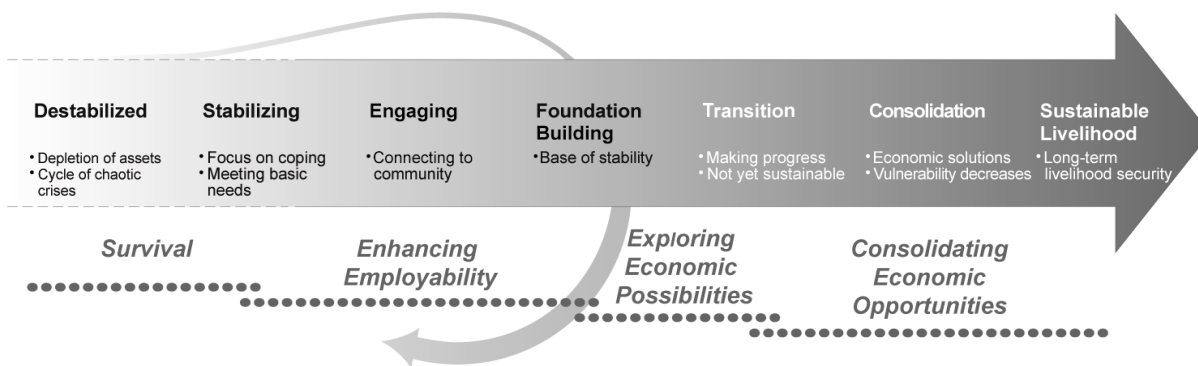 Destabilized
• Depletion of assets
• Cycle of chaotic
crises
Stabilizing
• Focus on coping
• Meeting basic
needs
Engaging
• Connecting to
community
Foundation
Building
• Base of stability
Transition
• Making progress
• Not yet sustainable
Consolidation
• Economic solutions
• Vulnerability decreases
Sustainable
Livelihood
• Long-term
livelihood security
Survival
Enhancing
Employability
Exploring
Economic
Possibilities
Consolidating
Economic
Opportunities